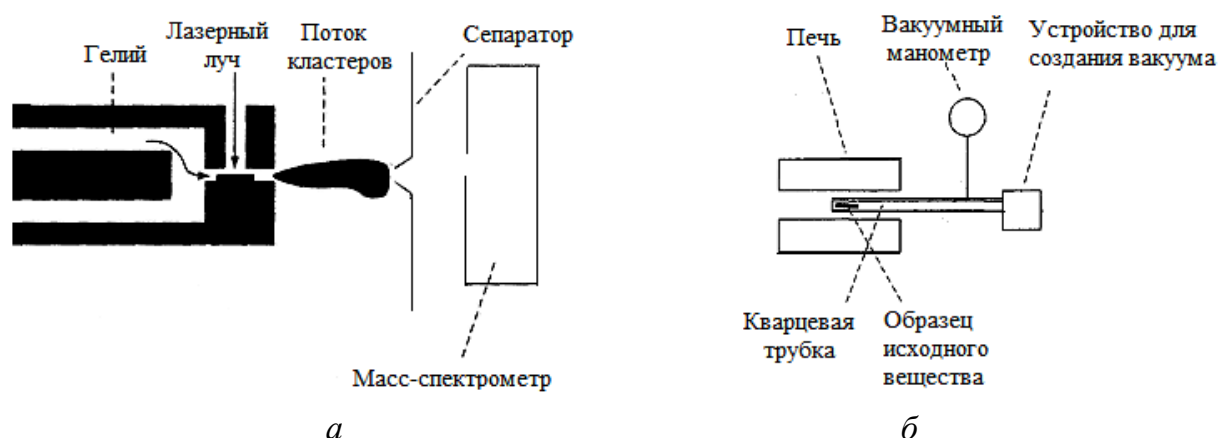 Гелий
Лазерный
луч
Поток
кластеров
Сепаратор
Масс-спектрометр
а
Печь
Вакуумный
манометр
Устройство для
создания вакуума
Кварцевая
трубка
Образец
исходного
вещества
б